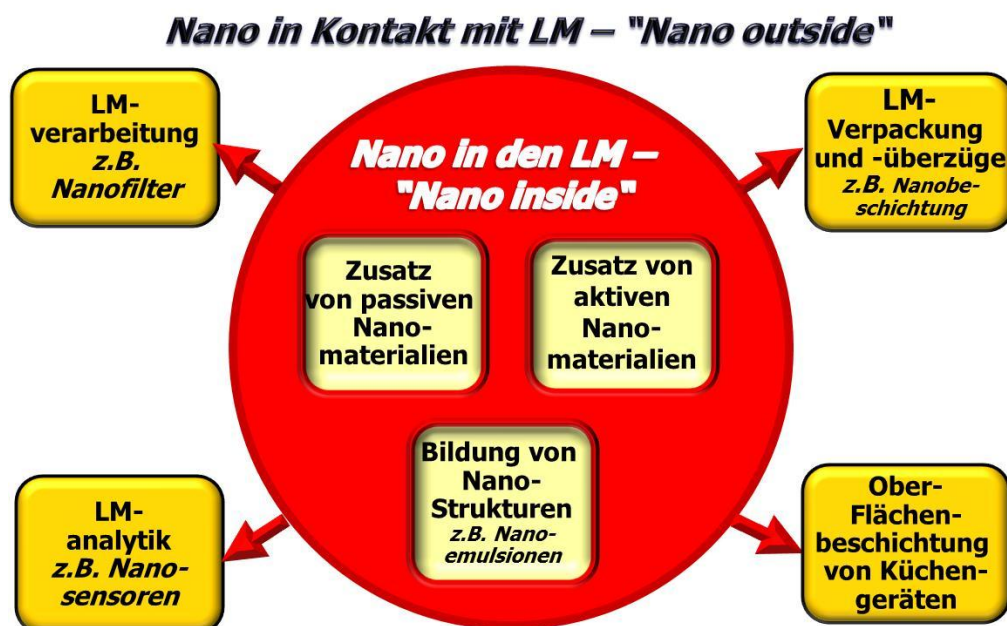 Nano in Kontakt mit LM – "Nano outside"
LM-
verarbeitung
z.B.
Nanofilter
LM-
Verpackung
und -überzüge
z.B. Nanobe-
schichtung
Nano in den LM –
"Nano inside"
Zusatz
von passiven
Nano-
materialien
Zusatz von
aktiven
Nano-
materialien
Bildung von
Nano-
Strukturen
z.B. Nano-
emulsionen
LM-
analytik
z.B. Nano-
sensoren
Ober-
Flächen-
beschichtung
von Küchen-
geräten